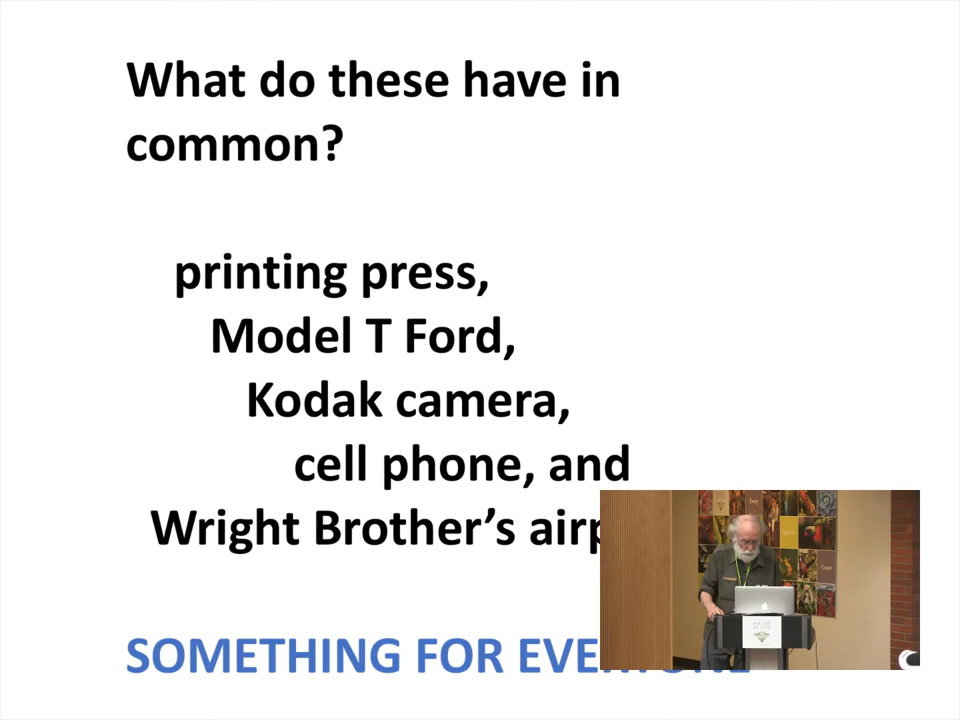 What do these have in
common?
printing press,
Model T Ford,
Kodak camera,
cell phone, and
Wright Brother's
SOMETHING FOR